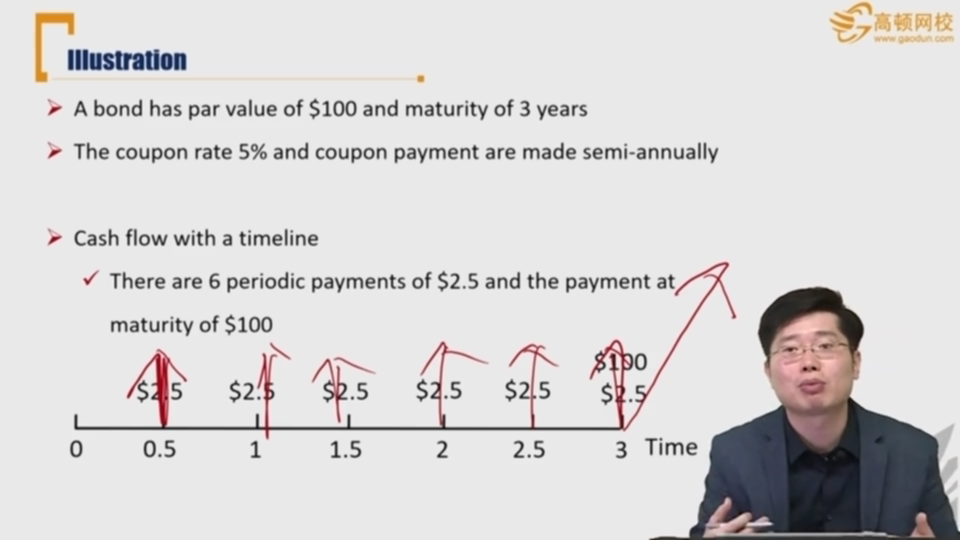 高顿网校
www.gaodun.com
Illustration
A bond has par value of $100 and maturity of 3 years
The coupon rate 5% and coupon payment are made semi-annually
Cash flow with a timeline
There are 6 periodic payments of $2.5 and the payment at
maturity of $100
$100
$2.5 $2.5 $2.5 $2.5 $2.5 $2.5
0 0.5 1 1.5 2 2.5 3 Time